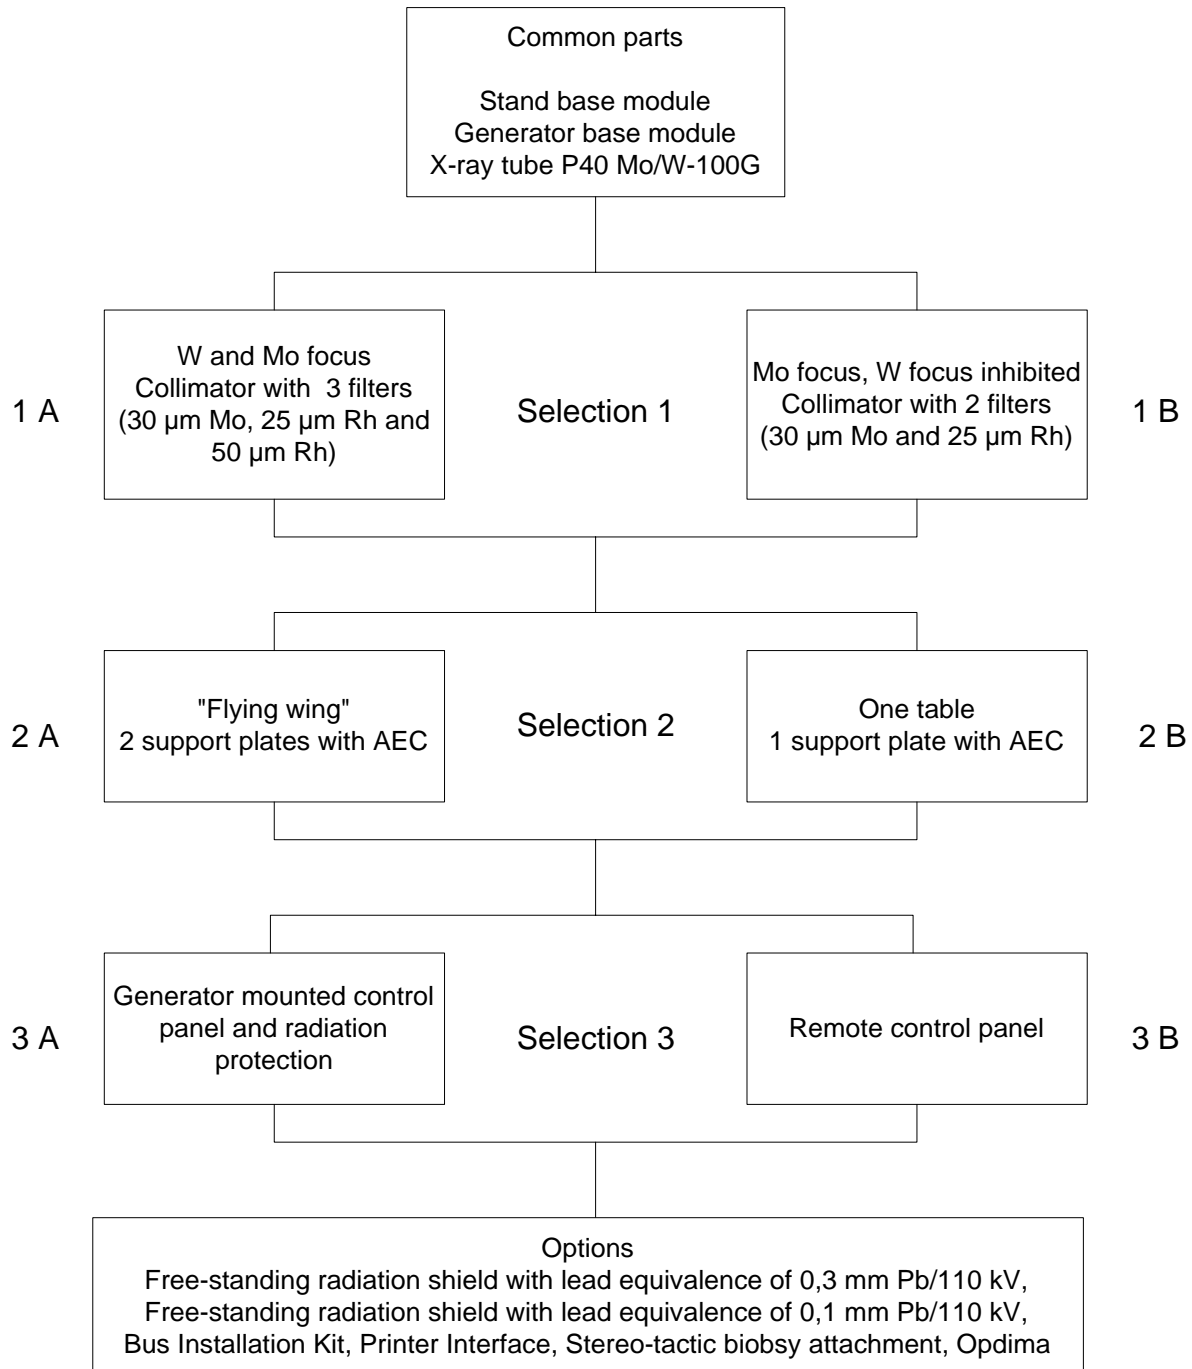 Common parts
Stand base module
Generator base module
X-ray tube P40 Mo/W-100G
1 A
W and Mo focus
Collimator with  3 filters
(30 µm Mo, 25 µm Rh and
50 µm Rh)
Selection 1
Mo focus, W focus inhibited
Collimator with 2 filters
(30 µm Mo and 25 µm Rh)
1 B
2 A
"Flying wing"
2 support plates with AEC
Selection 2
One table
1 support plate with AEC
2 B
3 A
Generator mounted control
panel and radiation
protection
Selection 3
Remote control panel
3 B
Options
Free-standing radiation shield with lead equivalence of 0,3 mm Pb/110 kV,
Free-standing radiation shield with lead equivalence of 0,1 mm Pb/110 kV,
Bus Installation Kit, Printer Interface, Stereo-tactic biobsy attachment, Opdima